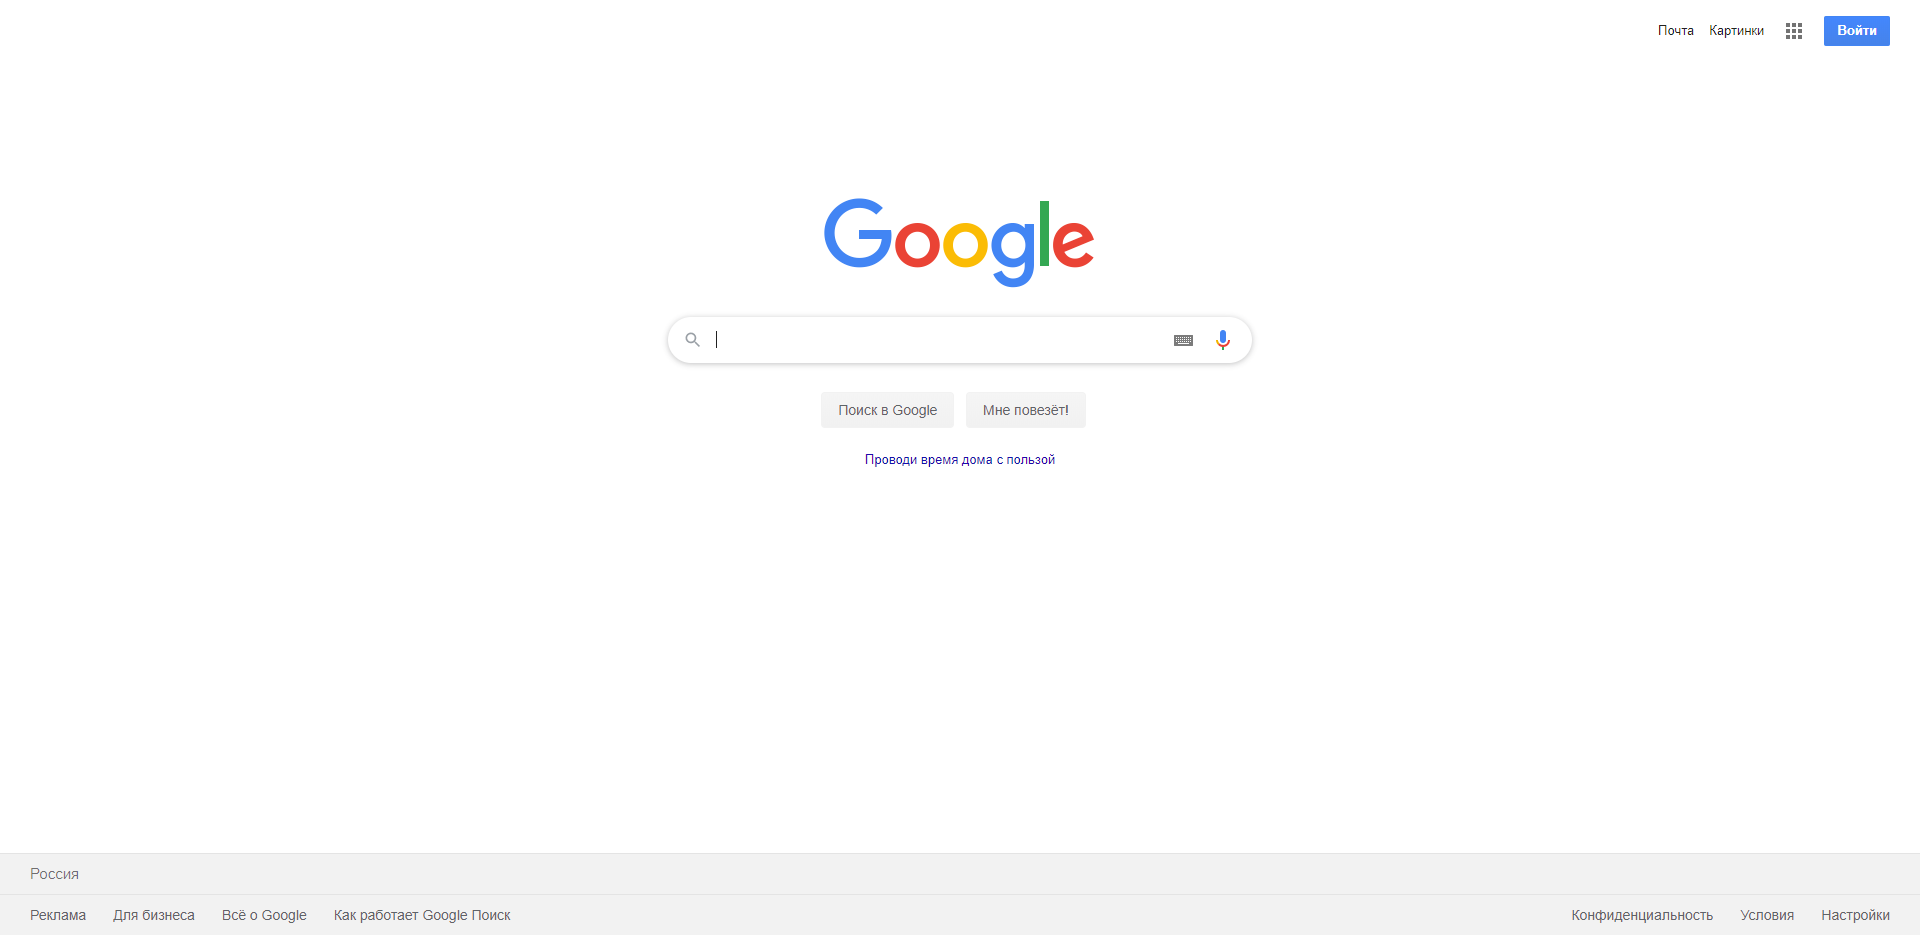 Почта Картинки Войти
Google
Поиск в Google Мне повезёт!
Проводи время дома с пользой
Россия
Реклама Для бизнеса Всё о Google Как работает Google Поиск Конфиденциальность Условия Настройки